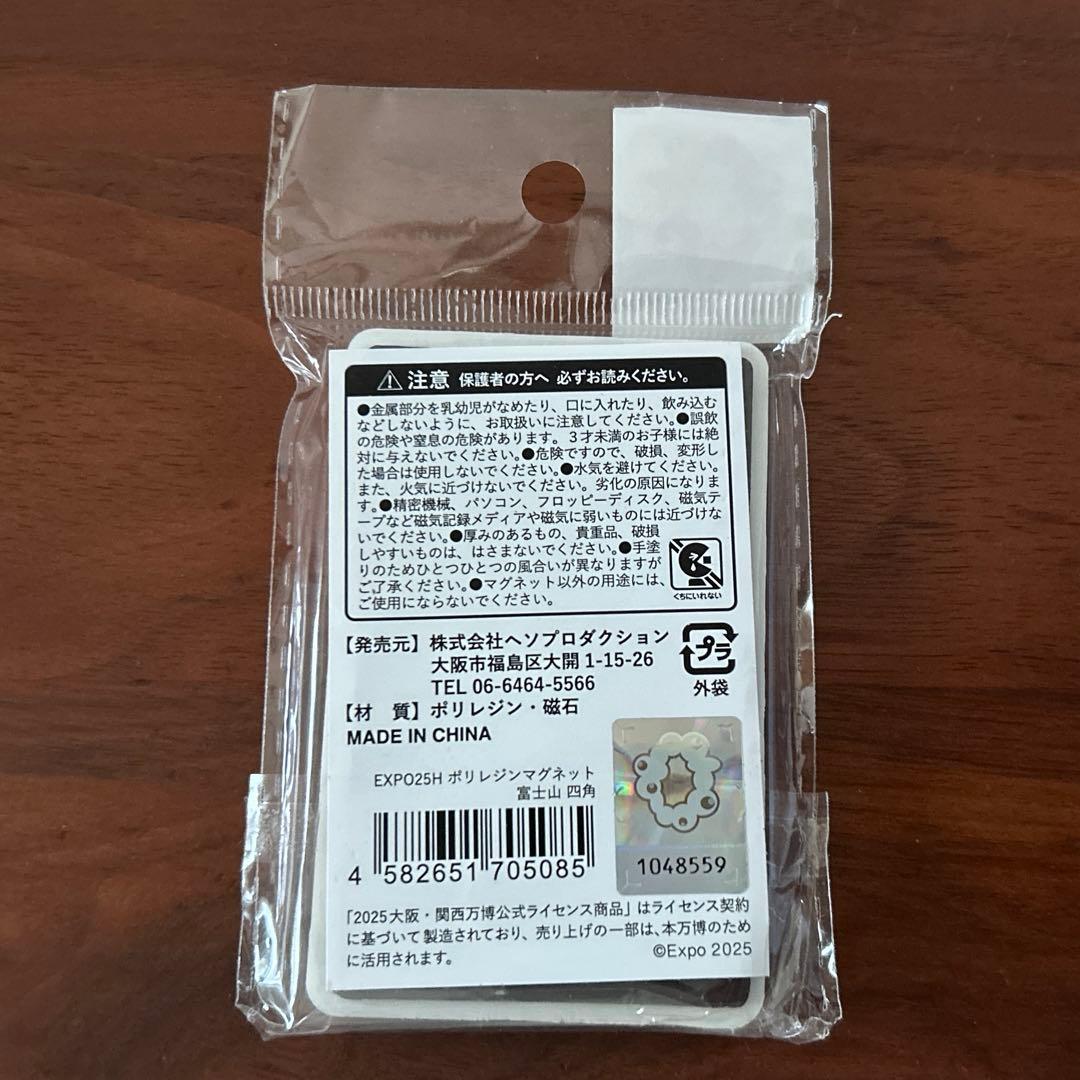 注意 保護者の方へ 必ずお読みください。
●金属部分を乳幼児がなめたり、口に入れたり、飲み込む
などしないように、お取扱いに注意してください。●誤飲
の危険や窒息の危険があります。3才未満のお子様には絶
対に与えないでください。●危険ですので、破損、変形し
た場合は使用しないでください。●水気を避けてください。
また、火気に近づけないでください。劣化の原因になりま
す。●精密機械、パソコン、フロッピーディスク、磁気テ
ープなど磁気記録メディアや磁気に弱いものには近づけな
いでください。●厚みのあるもの、貴重品、破損
しやすいものは、はさまないでください。●手塗
りのためひとつひとつの風合いが異なりますが
ご了承ください。●マグネット以外の用途には、
ご使用にならないでください。
くちにいれない
【発売元】株式会社ヘソプロダクション
大阪市福島区大開1-15-26
TEL 06-6464-5566
プラ
外袋
【材 質】ポリレジン・磁石
MADE IN CHINA
EXPO25H ポリレジンマグネット
富士山 四角
4 582651 705085
1048559
「2025大阪・関西万博公式ライセンス商品」はライセンス契約
に基づいて製造されており、売り上げの一部は、本万博のため
に活用されます。
©Expo 2025